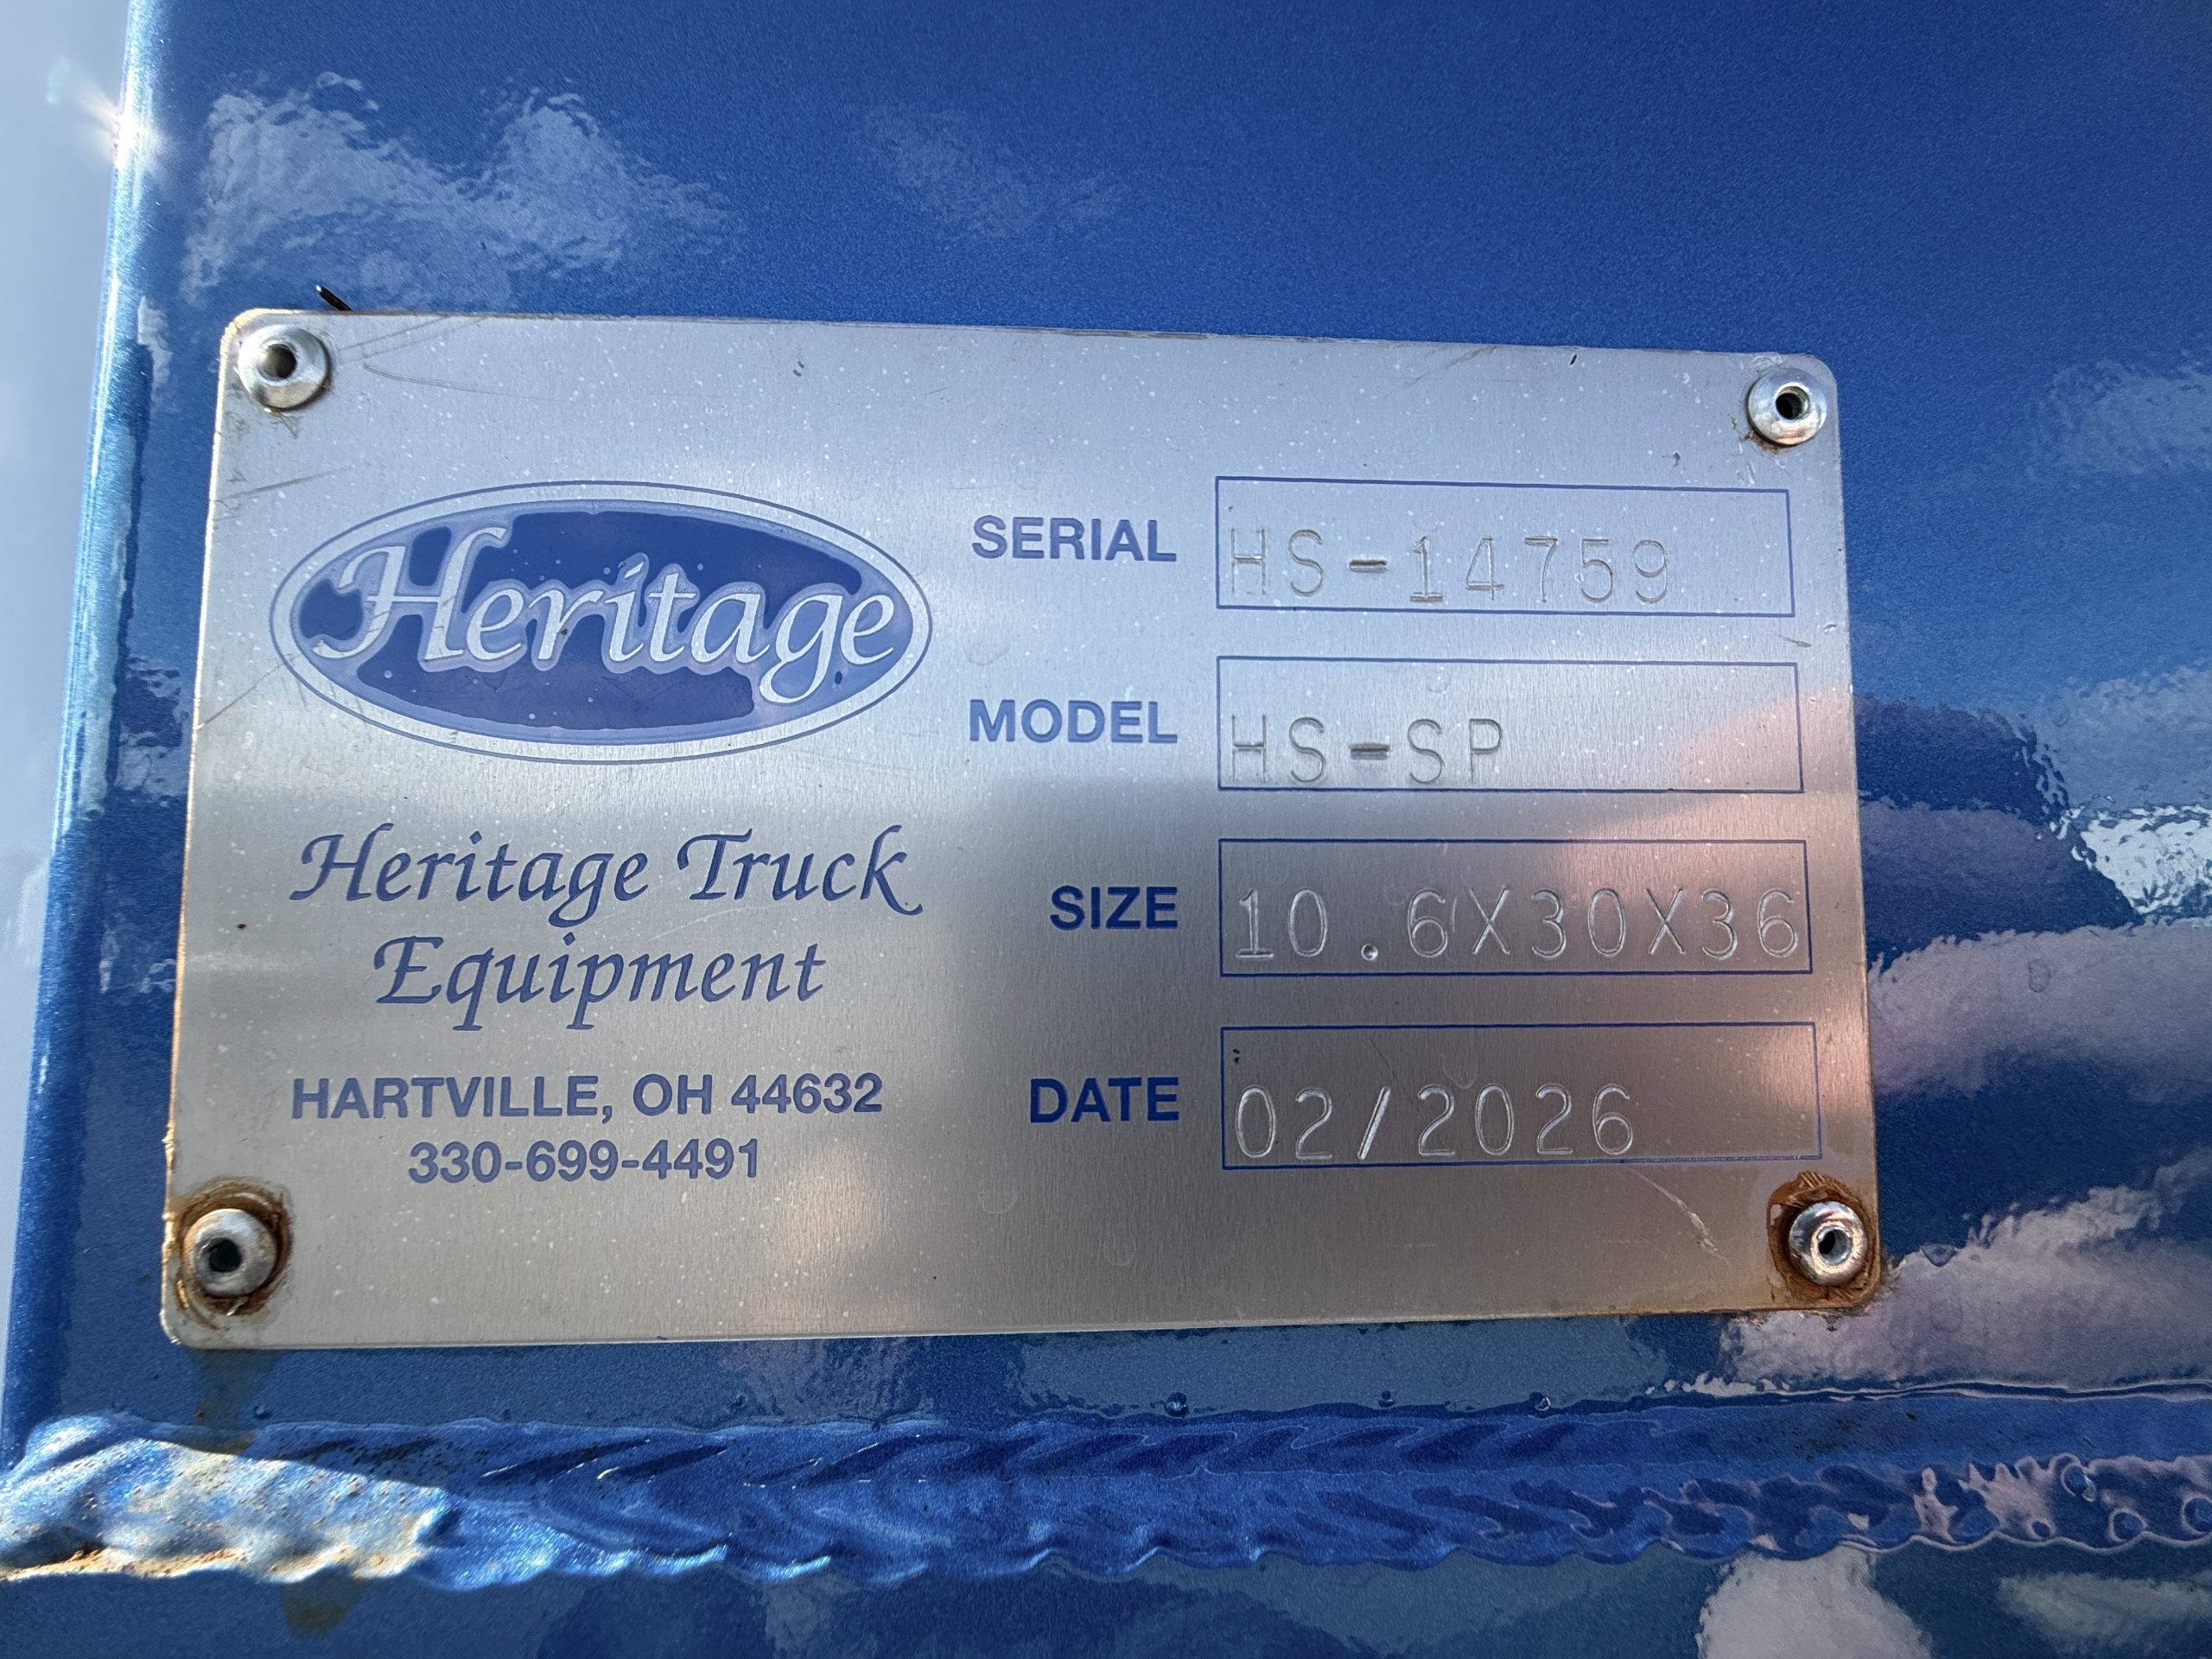 Heritage
Heritage Truck
Equipment
HARTVILLE, OH 44632
330-699-4491
SERIAL HS-14759
MODEL HS-SP
SIZE 10.6X30X36
DATE 02/2026